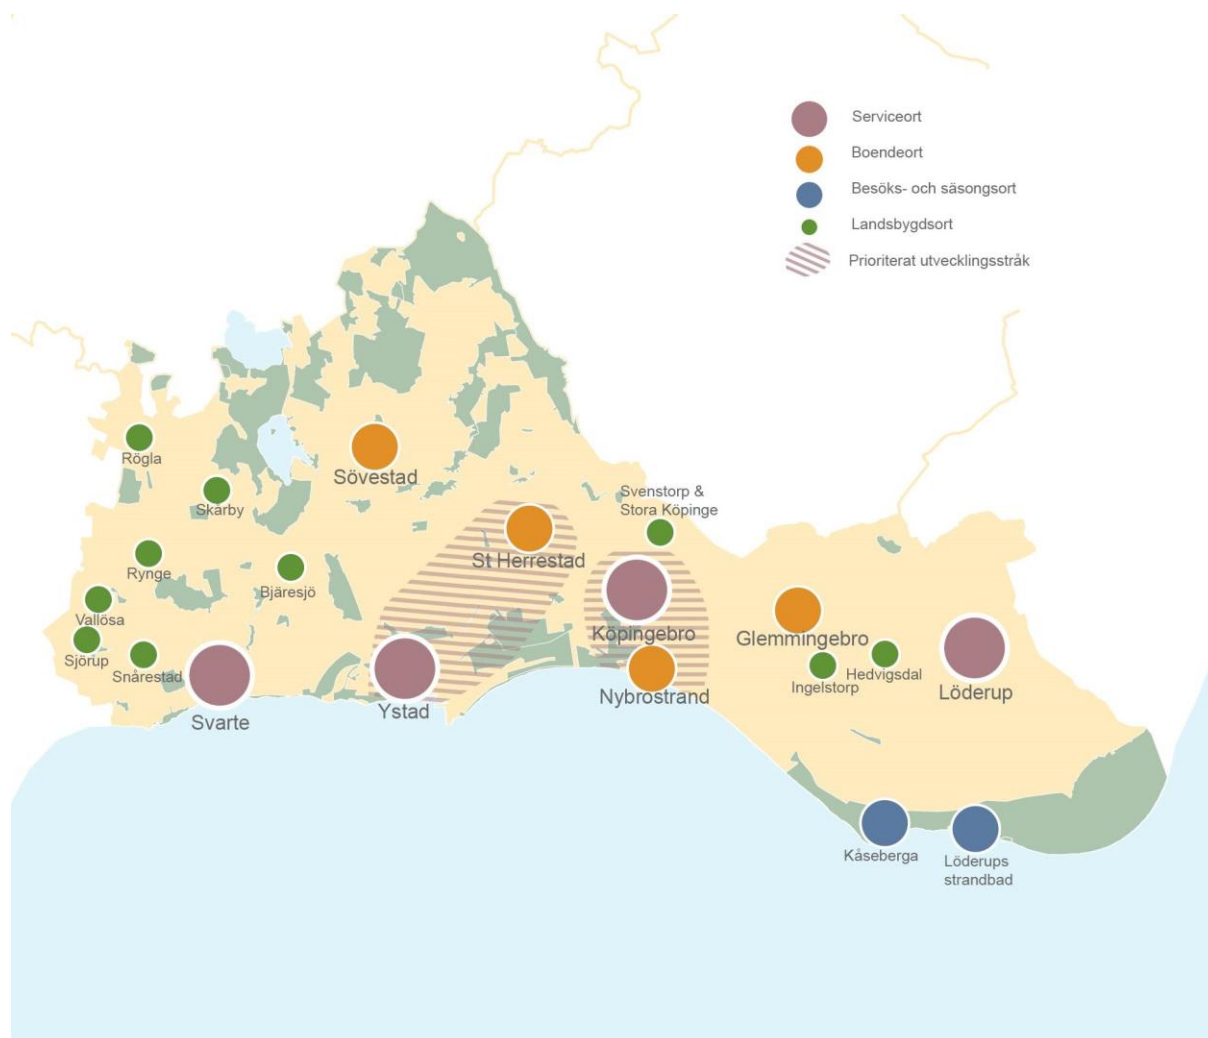 Serviceort
Boendeort
Besöks- och säsongsort
Landsbygdsort
Prioriterat utvecklingsstråk
Rögla
Sövestad
Skårby
Svenstorp &
Stora Köpinge
St Herrestad
Rynge
Bjäresjö
Vallösa
Sjörup
Snårestad
Köpingebro
Glemmingebro
Hedvigsdal
Ingelstorp
Löderup
Nybrostrand
Ystad
Svarte
Kåseberga
Löderups
strandbad